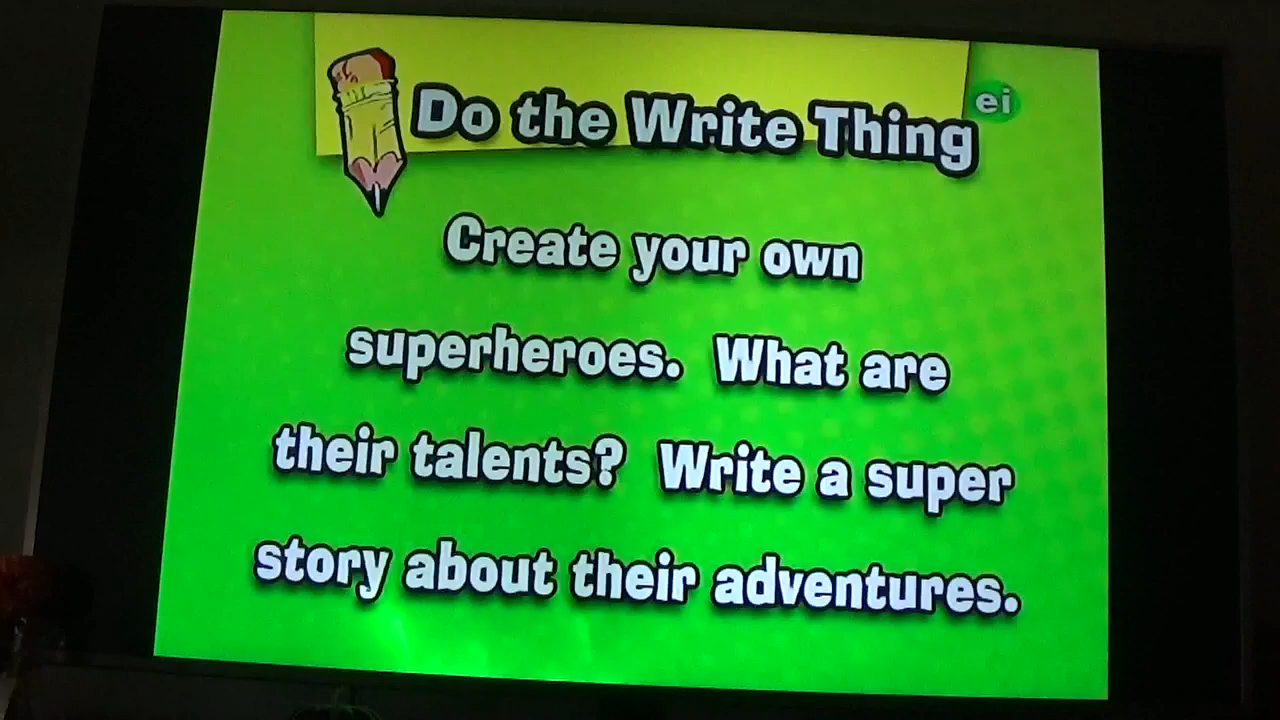 Do the Write Thing
ei
Create your own
superheroes. What are
their talents? Write a super
story about their adventures.